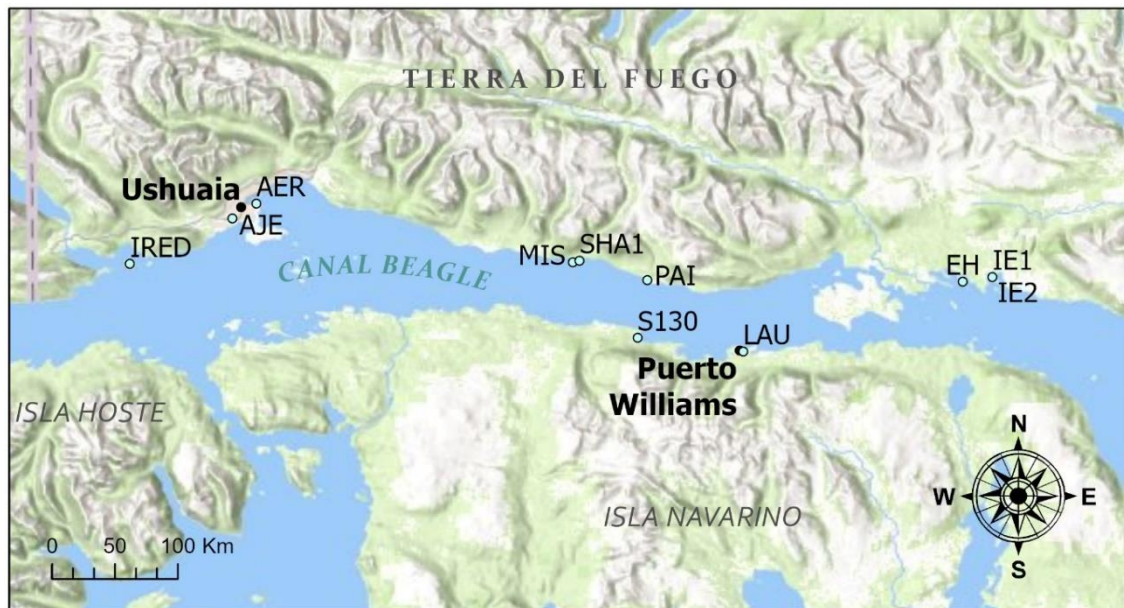 TIERRA DEL FUEGO
Ushuaia
AER
AJE
IRED
CANAL BEAGLE
MIS
SHA1
PAI
EH
IE1
IE2
S130
LAU
Puerto
Williams
ISLA HOSTE
ISLA NAVARINO
N
W
E
S
0 50 100 Km